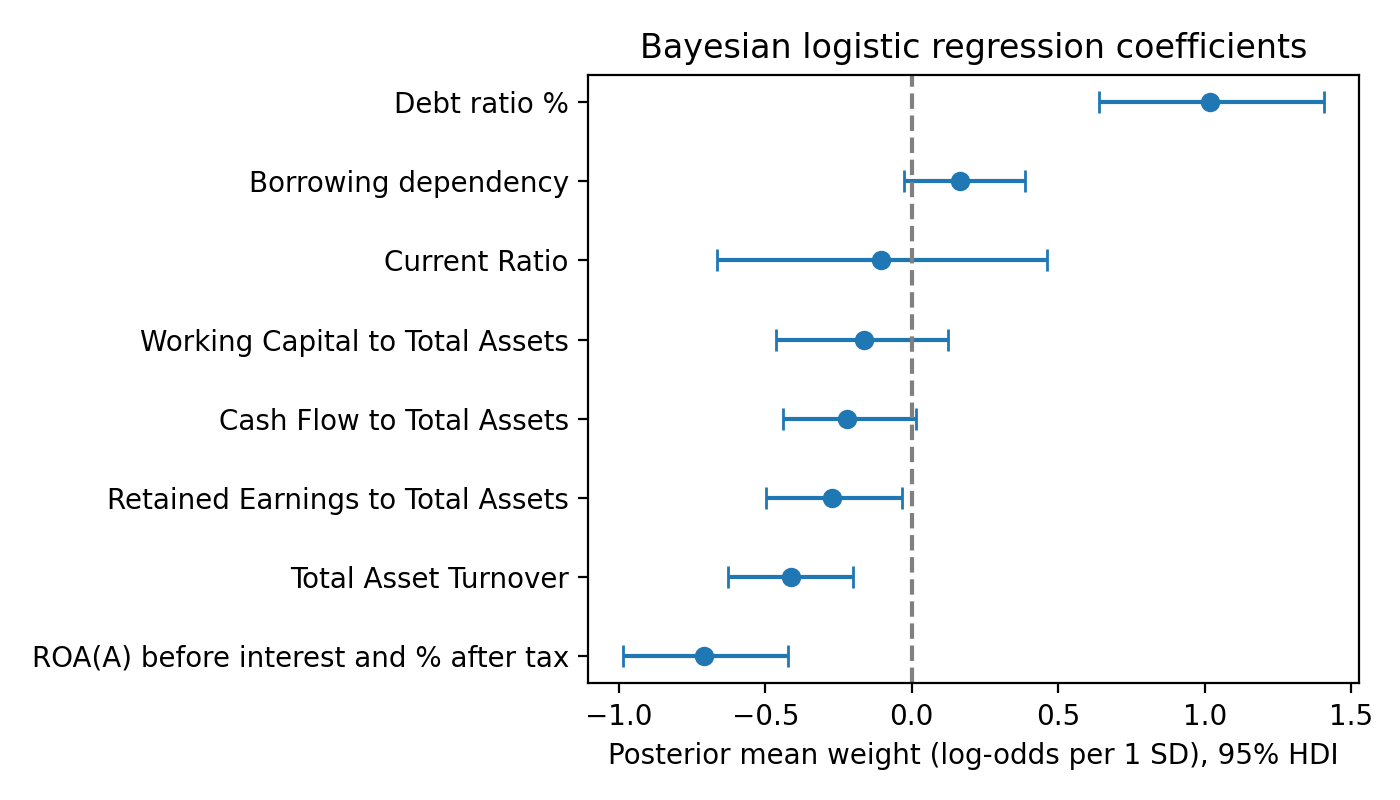 Bayesian logistic regression coefficients
Debt ratio %
Borrowing dependency
Current Ratio
Working Capital to Total Assets
Cash Flow to Total Assets
Retained Earnings to Total Assets
Total Asset Turnover
ROA(A) before interest and % after tax
−1.0 −0.5 0.0 0.5 1.0 1.5
Posterior mean weight (log-odds per 1 SD), 95% HDI